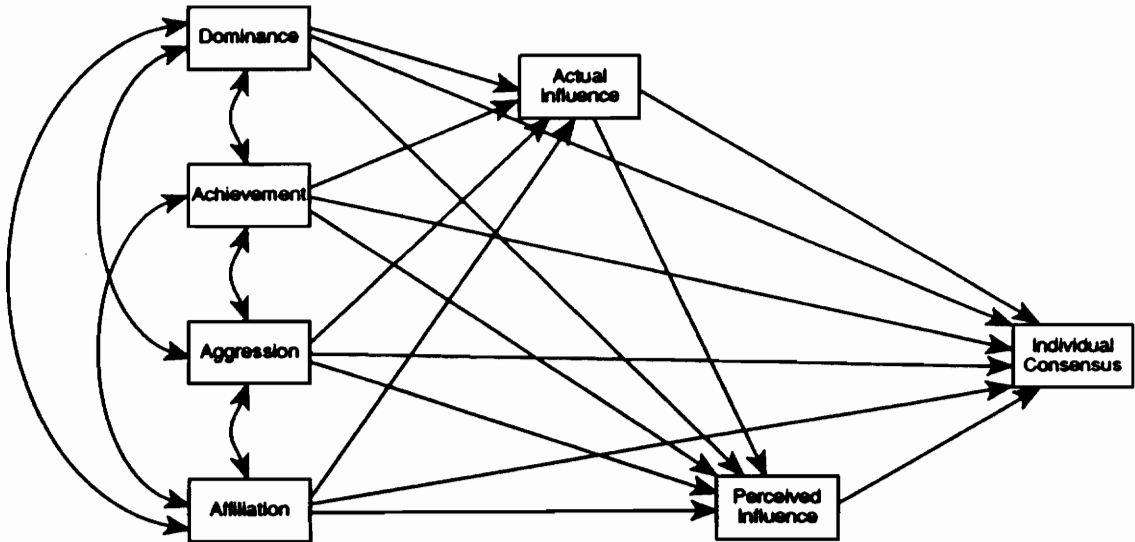 Dominance
Actual
Influence
Achievement
Aggression
Individual
Consensus
Affiliation
Perceived
Influence